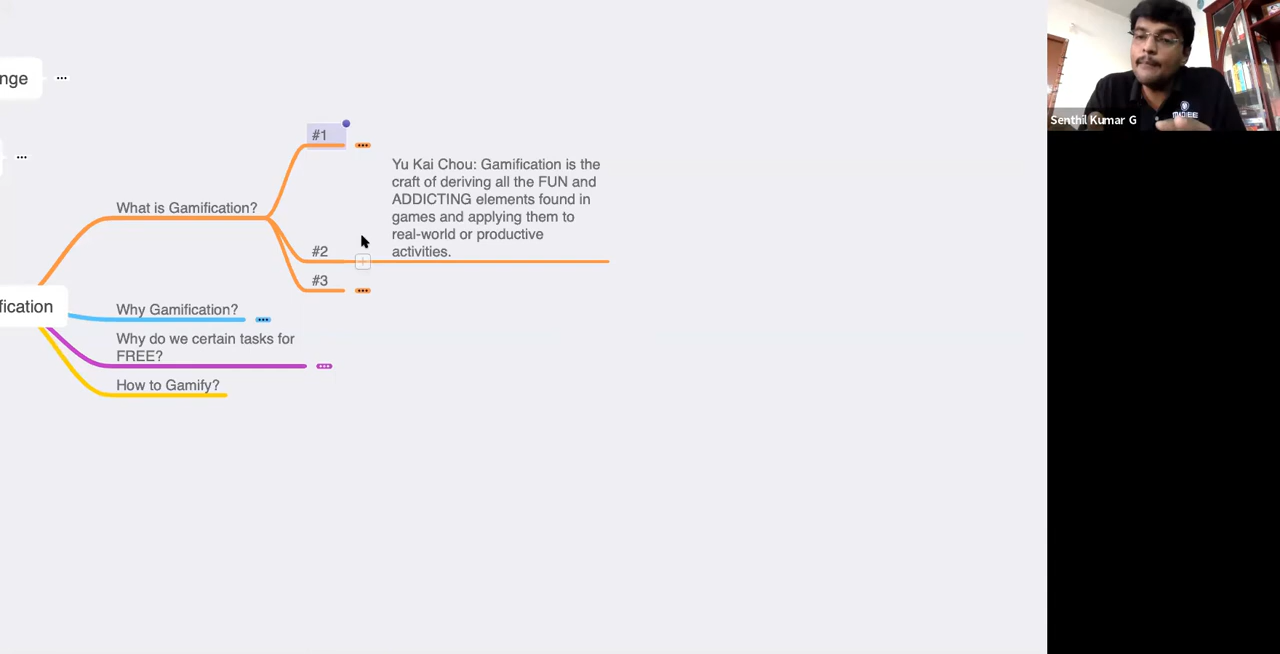 nge
#1
Yu Kai Chou: Gamification is the
craft of deriving all the FUN and
ADDICTING elements found in
games and applying them to
real-world or productive
activities.
What is Gamification?
#2
#3
fication
Why Gamification?
Why do we certain tasks for
FREE?
How to Gamify?
Senthil Kumar G